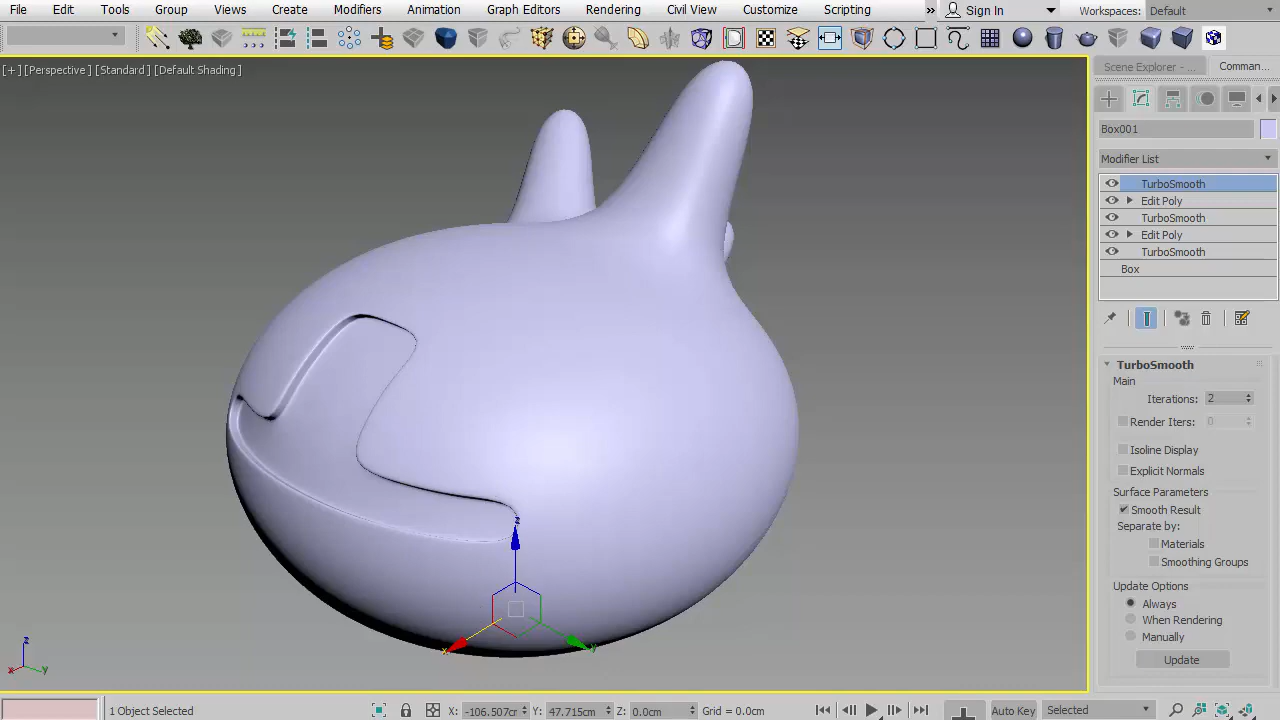 File Edit Tools Group Views Create Modifiers Animation Graph Editors Rendering Civil View Customize Scripting » Sign In Workspaces: Default
[+] [Perspective] [Standard] [Default Shading]
Scene Explorer - ... Comman...
Box001
Modifier List
TurboSmooth
Edit Poly
TurboSmooth
Edit Poly
TurboSmooth
Box
TurboSmooth
Main
Iterations: 2
Render Iters: 0
Isoline Display
Explicit Normals
Surface Parameters
Smooth Result
Separate by:
Materials
Smoothing Groups
Update Options
Always
When Rendering
Manually
Update
z
x
y
z
x
y
1 Object Selected X: -106.507cr Y: 47.715cm Z: 0.0cm Grid = 0.0cm Auto Key Selected